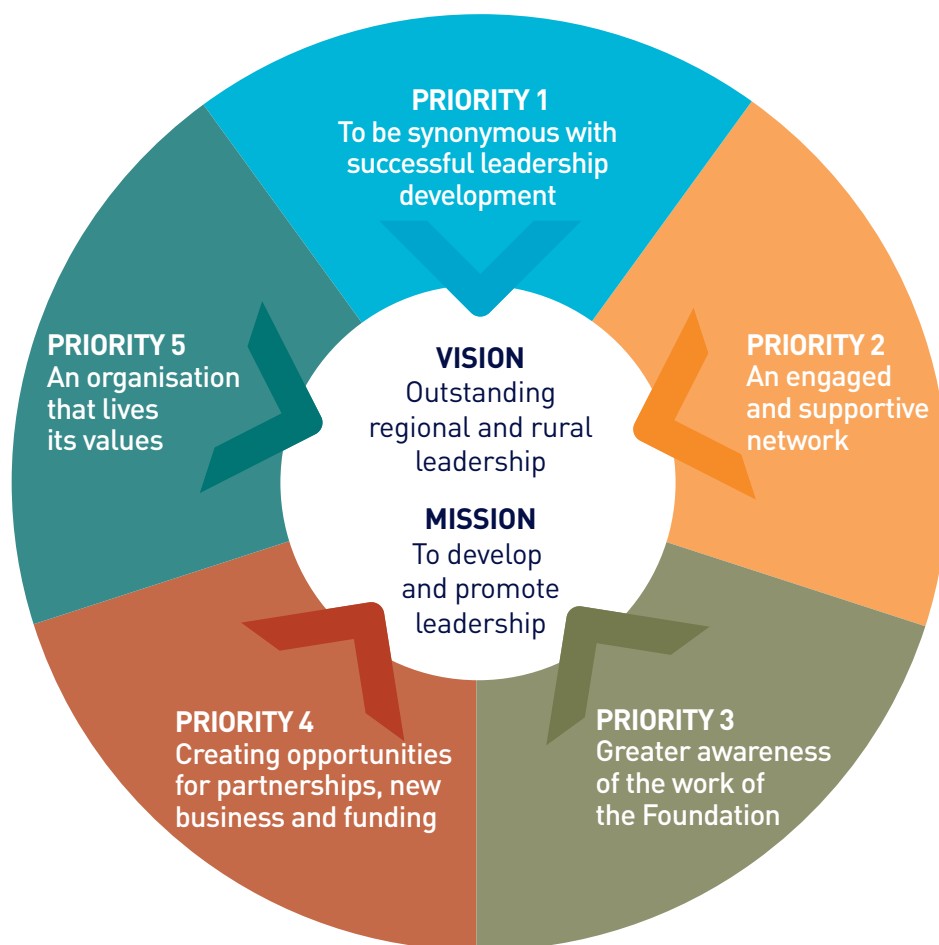 PRIORITY 1
To be synonymous with
successful leadership
development
PRIORITY 2
An engaged
and supportive
network
PRIORITY 3
Greater awareness
of the work of
the Foundation
PRIORITY 4
Creating opportunities
for partnerships, new
business and funding
PRIORITY 5
An organisation
that lives
its values
VISION
Outstanding
regional and rural
leadership
MISSION
To develop
and promote
leadership